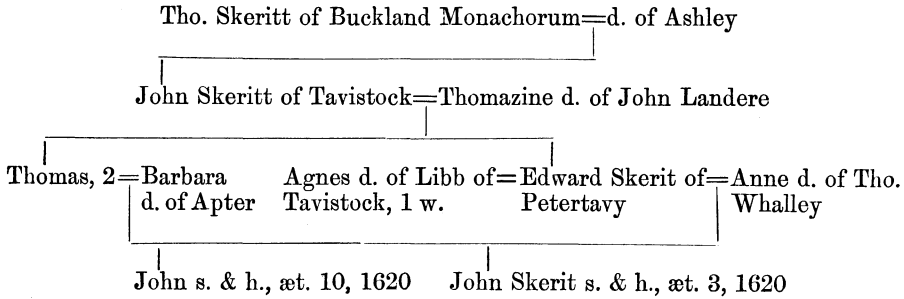 Tho. Skeritt of Buckland Monachorum=d. of Ashley
John Skeritt of Tavistock=Thomazine d. of John Landere
Thomas, 2=Barbara d. of Apter
Agnes d. of Libb of Tavistock, 1 w.=Edward Skerit of Petertavy=Anne d. of Tho. Whalley
John s. & h., æt. 10, 1620
John Skerit s. & h., æt. 3, 1620